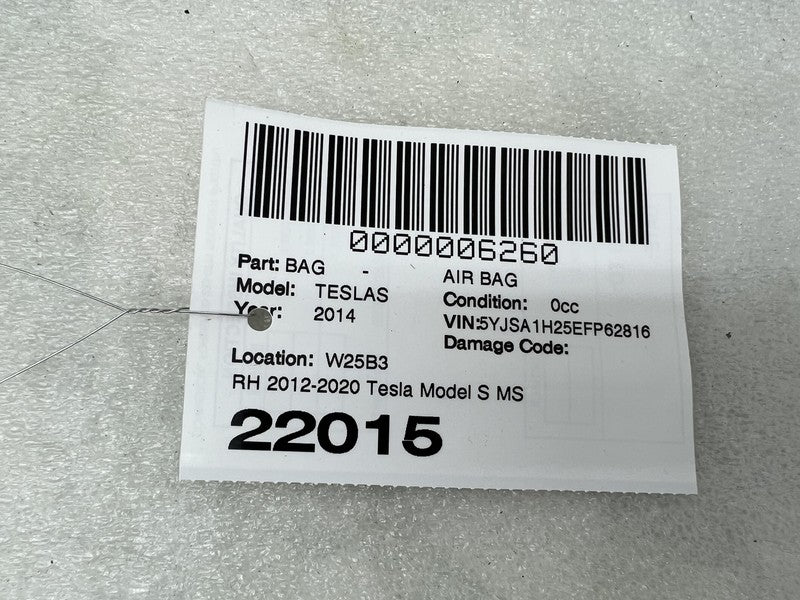 0000006260
Part: BAG - AIR BAG
Model: TESLAS Condition: 0cc
Year: 2014 VIN:5YJSA1H25EFP62816
Damage Code:
Location: W25B3
RH 2012-2020 Tesla Model S MS
22015